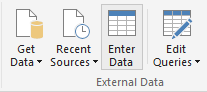 Get Data
Recent Sources
Enter Data
Edit Queries
External Data